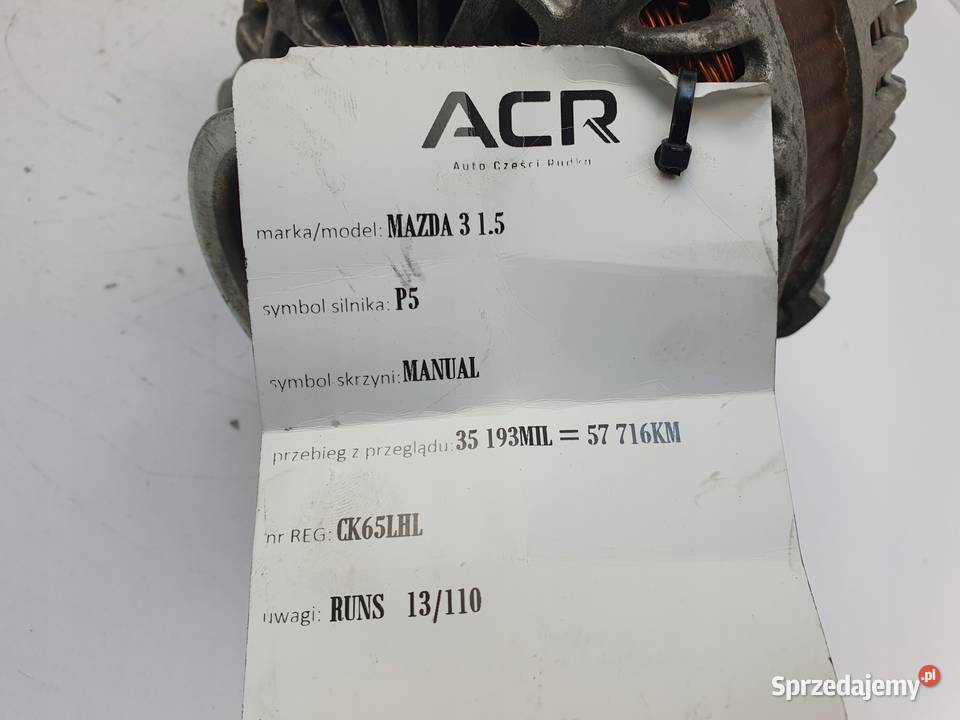 ACR
Auto Części Rudko
marka/model: MAZDA 3 1.5
symbol silnika: P5
symbol skrzyni: MANUAL
przebieg z przeglądu: 35 193MIL = 57 716KM
nr REG: CK65LHL
uwagi: RUNS 13/110
Sprzedajemy.pl